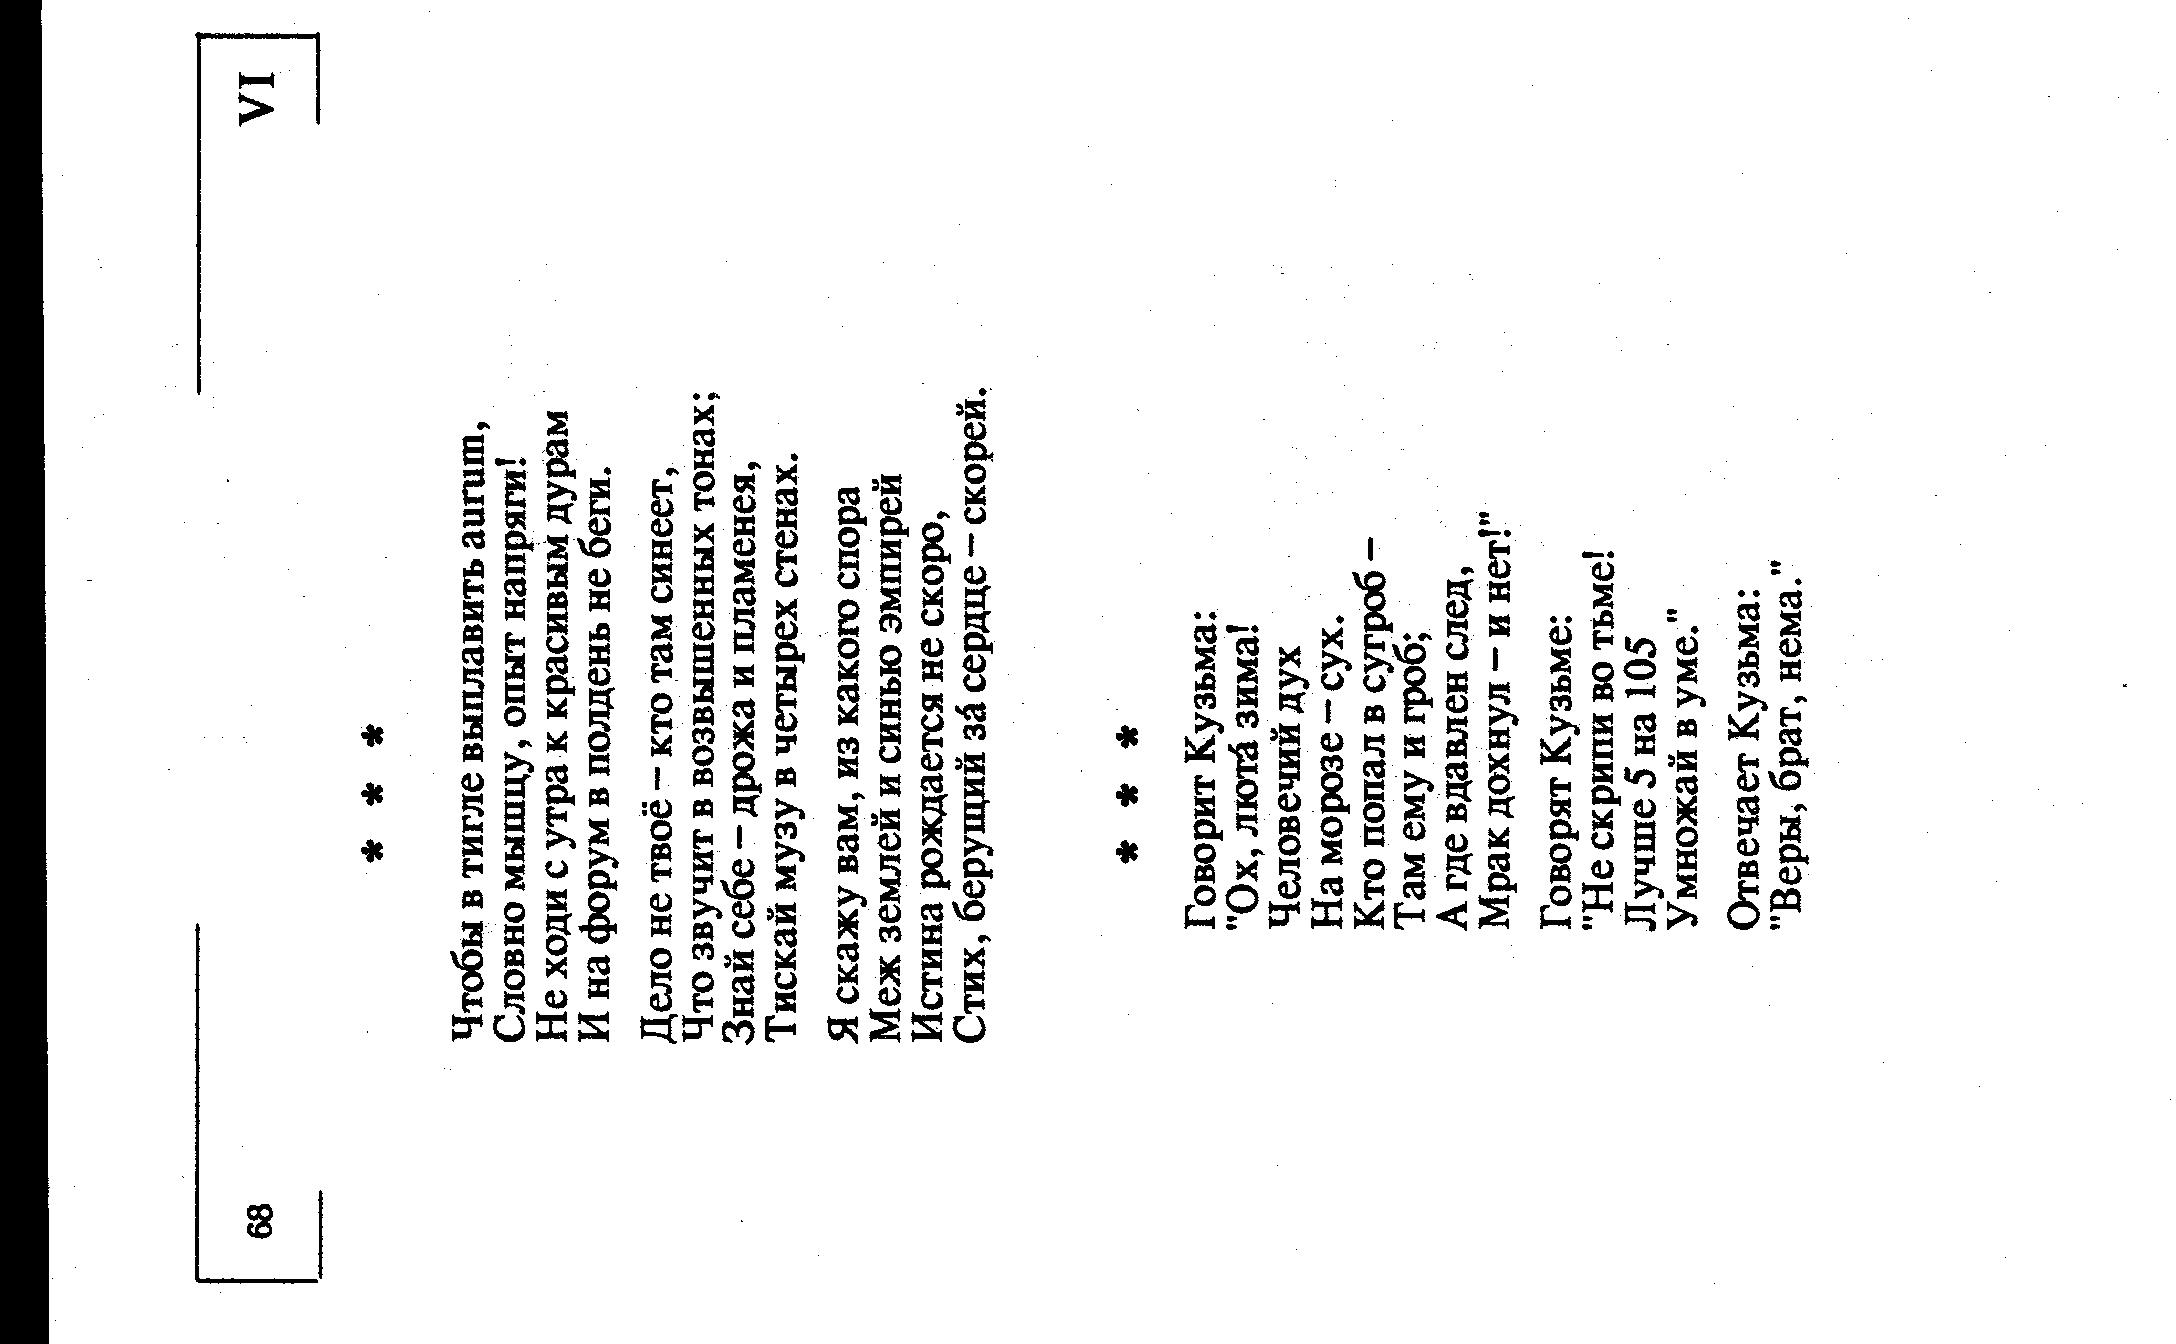 68
VI
* * *
Чтобы в тигле выплавить aurum,
Словно мышцу, опыт напряги!
Не ходи с утра к красивым дурам
И на форум в полдень не беги.
Дело не твоё – кто там синеет,
Что звучит в возвышенных тонах;
Знай себе – дрожа и пламенея,
Тискай музу в четырех стенах.
Я скажу вам, из какого спора
Меж землей и синью эмпирей
Истина рождается не скоро,
Стих, берущий зá сердце – скорей.
* * *
Говорит Кузьма:
"Ох, лютá зима!
Человечий дух
На морозе – сух.
Кто попал в сугроб –
Там ему и гроб;
А где вдавлен след,
Мрак дохнул – и нет!"
Говорят Кузьме:
"Не скрипи во тьме!
Лучше 5 на 105
Умножай в уме."
Отвечает Кузьма:
"Веры, брат, нема."